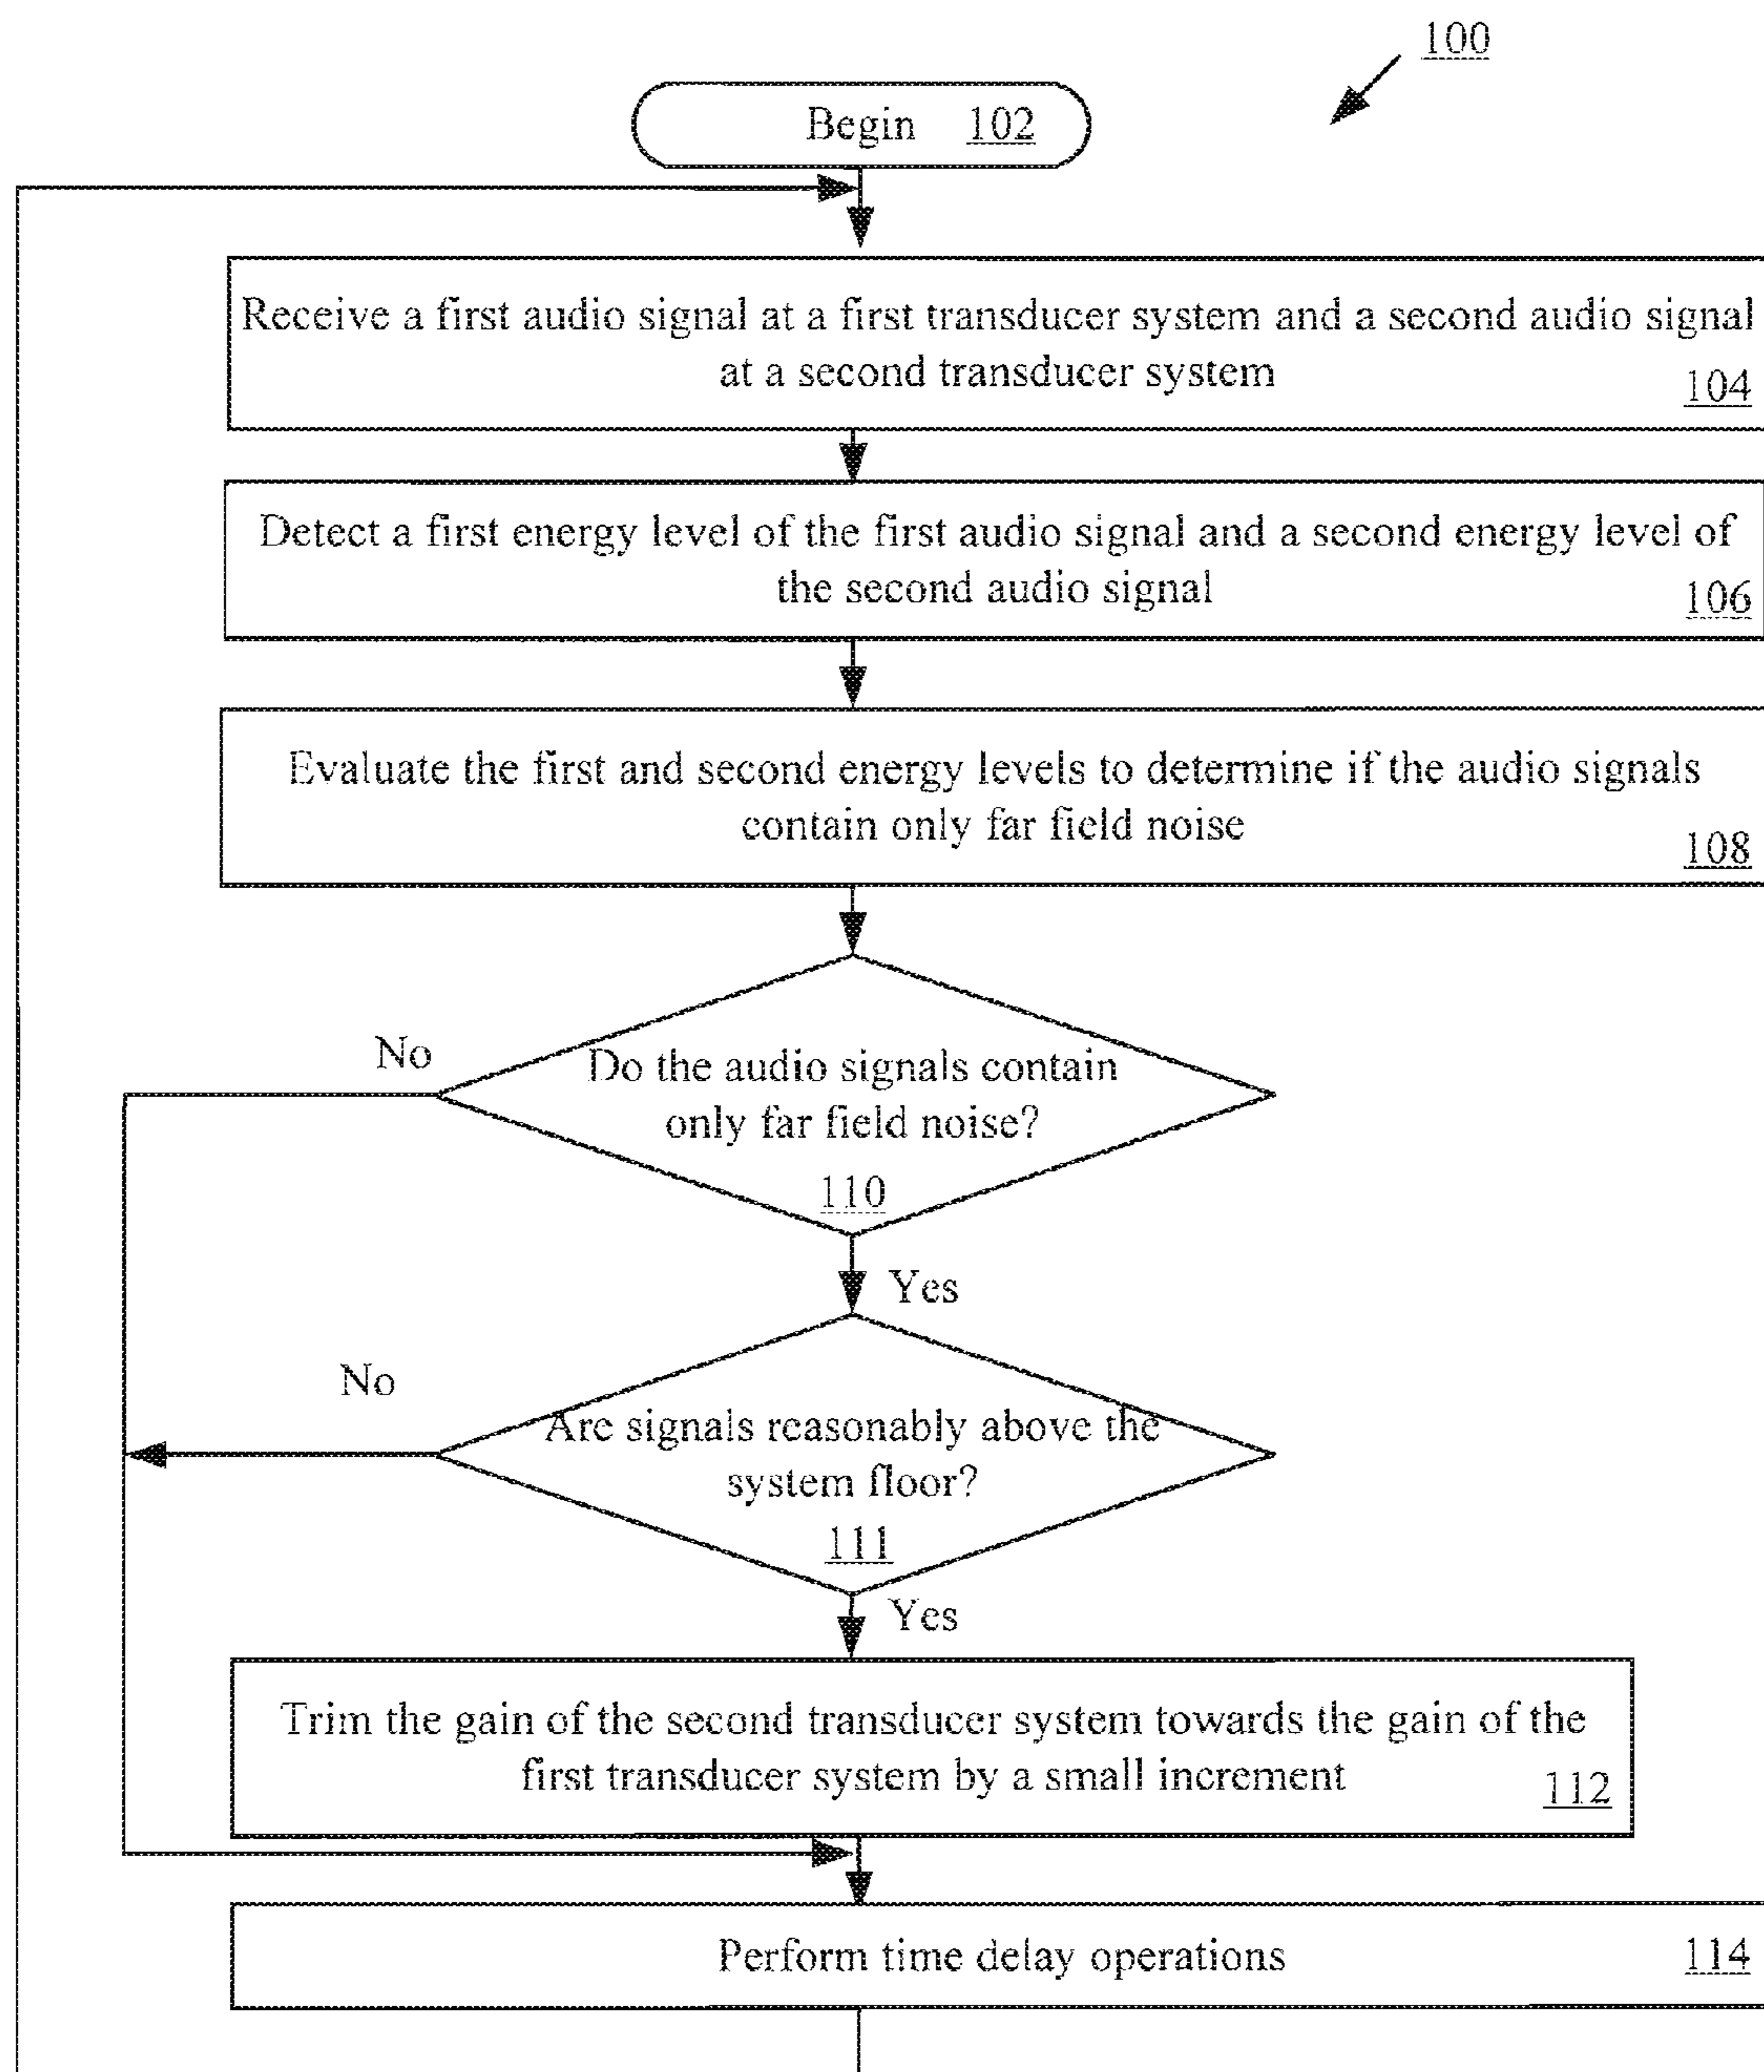 100
Begin 102
Receive a first audio signal at a first transducer system and a second audio signal
at a second transducer system
104
Detect a first energy level of the first audio signal and a second energy level of
the second audio signal
106
Evaluate the first and second energy levels to determine if the audio signals
contain only far field noise
108
No
Do the audio signals contain
only far field noise?
110
Yes
No
Are signals reasonably above the
system floor?
111
Yes
Trim the gain of the second transducer system towards the gain of the
first transducer system by a small increment
112
Perform time delay operations 114